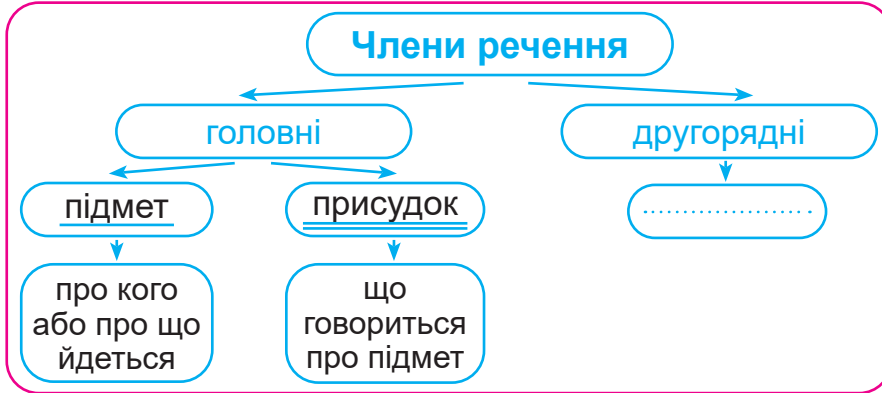 Члени речення
головні
другорядні
підмет
присудок
про кого
або про що
йдеться
що
говориться
про підмет